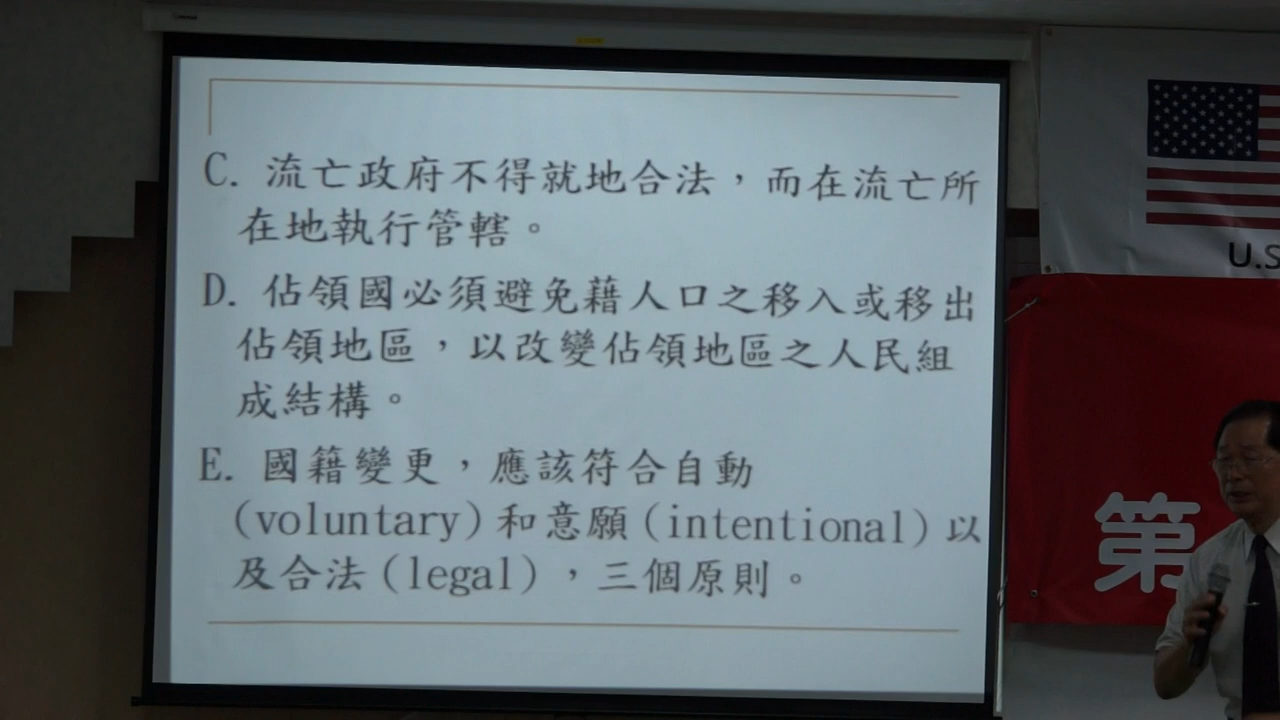 C. 流亡政府不得就地合法，而在流亡所
在地執行管轄。
D. 佔領國必須避免藉人口之移入或移出
佔領地區，以改變佔領地區之人民組
成結構。
E. 國籍變更，應該符合自動
(voluntary)和意願(intentional)以
及合法(legal)，三個原則。
U.S
第